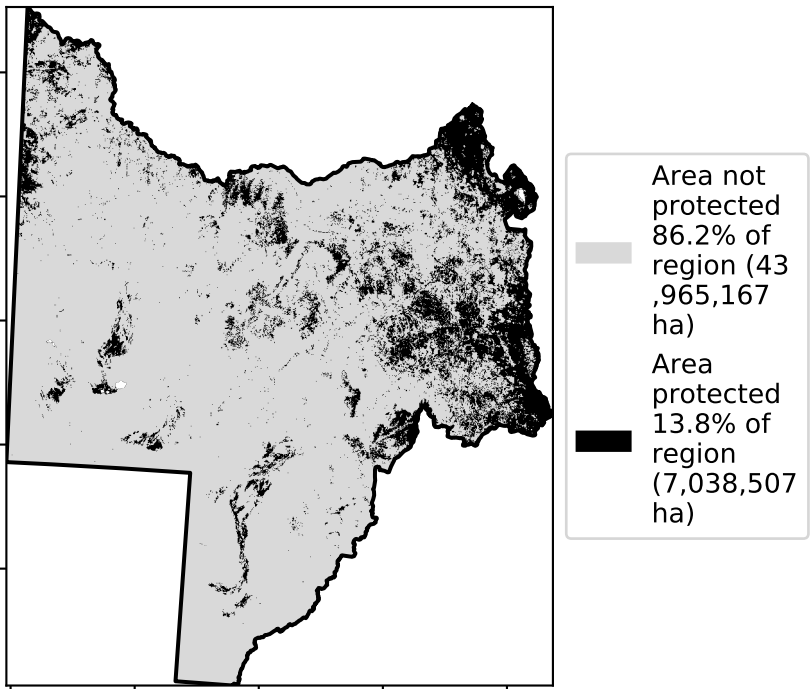 Area not
protected
86.2% of
region (43
,965,167
ha)
Area
protected
13.8% of
region
(7,038,507
ha)